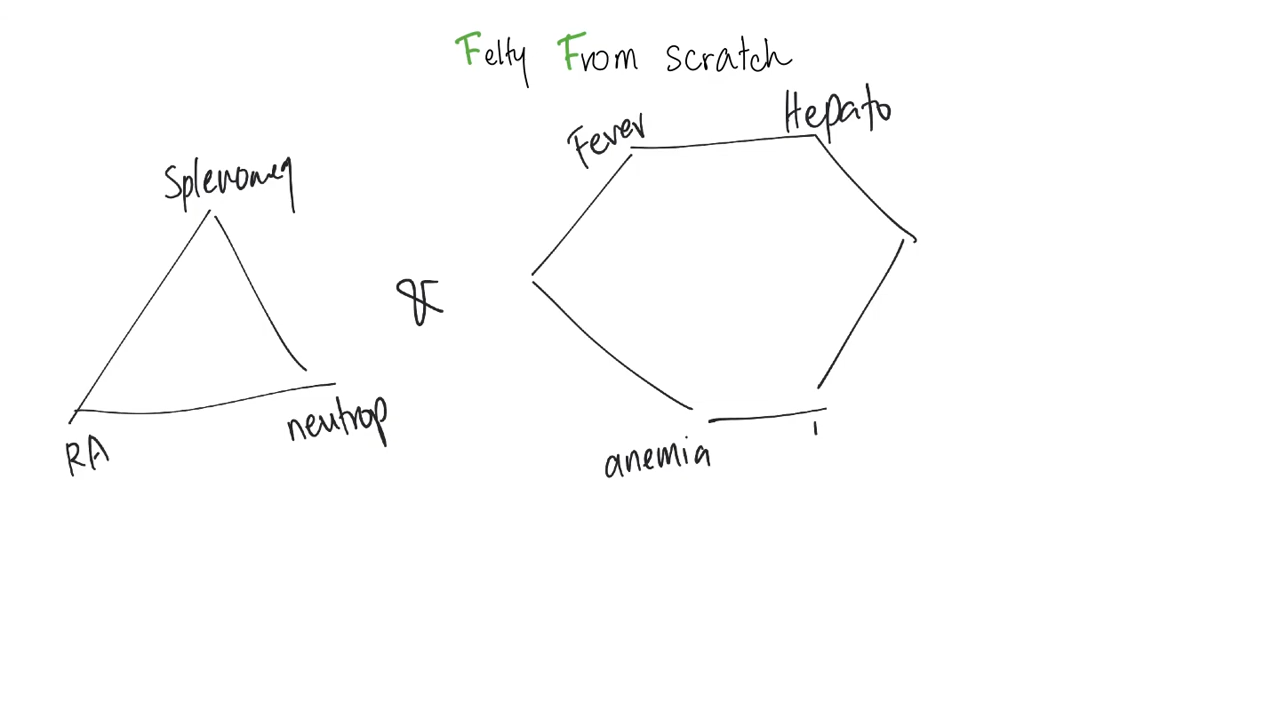 Felty From scratch
Hepato
Fever
Splenomeg
&
neutrop
RA
anemia